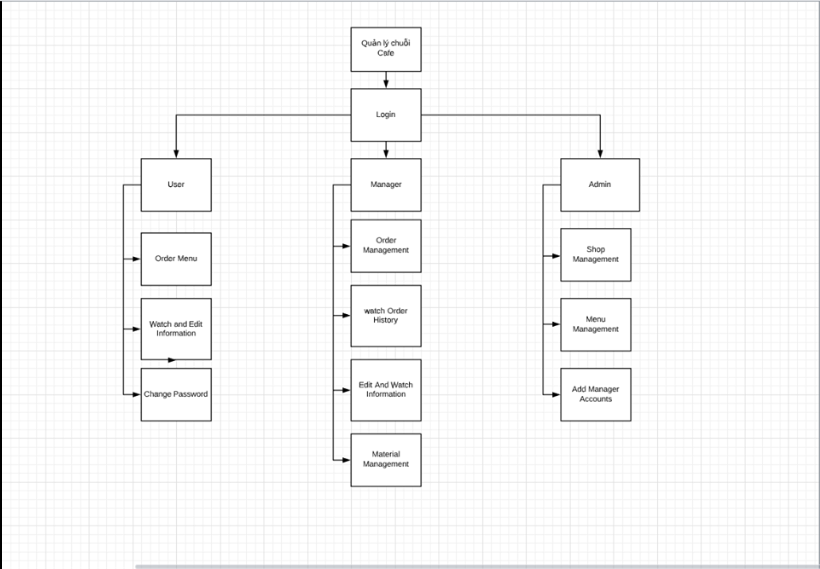 Quản lý chuỗi
Cafe
Login
User
Manager
Admin
Order Menu
Order
Management
Shop
Management
Watch and Edit
Information
watch Order
History
Menu
Management
Change Password
Edit And Watch
Information
Add Manager
Accounts
Material
Management